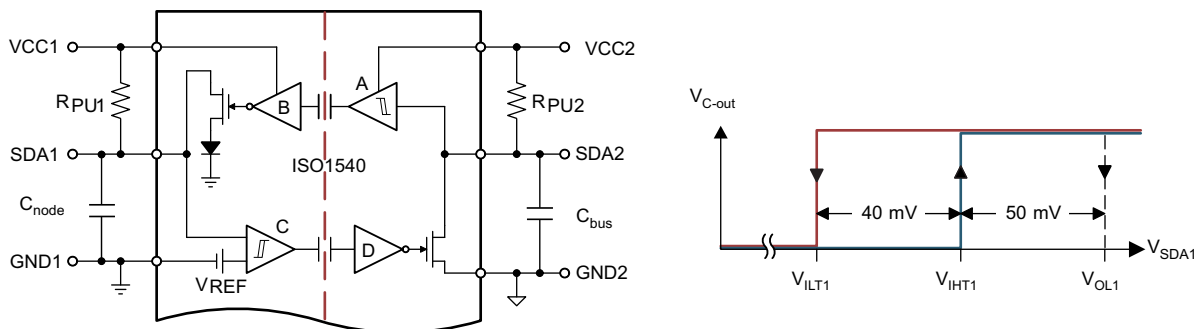 VCC1
RPU1
SDA1
Cnode
GND1
B
A
ISO1540
C
D
VREF
VCC2
RPU2
SDA2
Cbus
GND2
VC-out
40 mV
50 mV
VSDA1
VILT1
VIHT1
VOL1